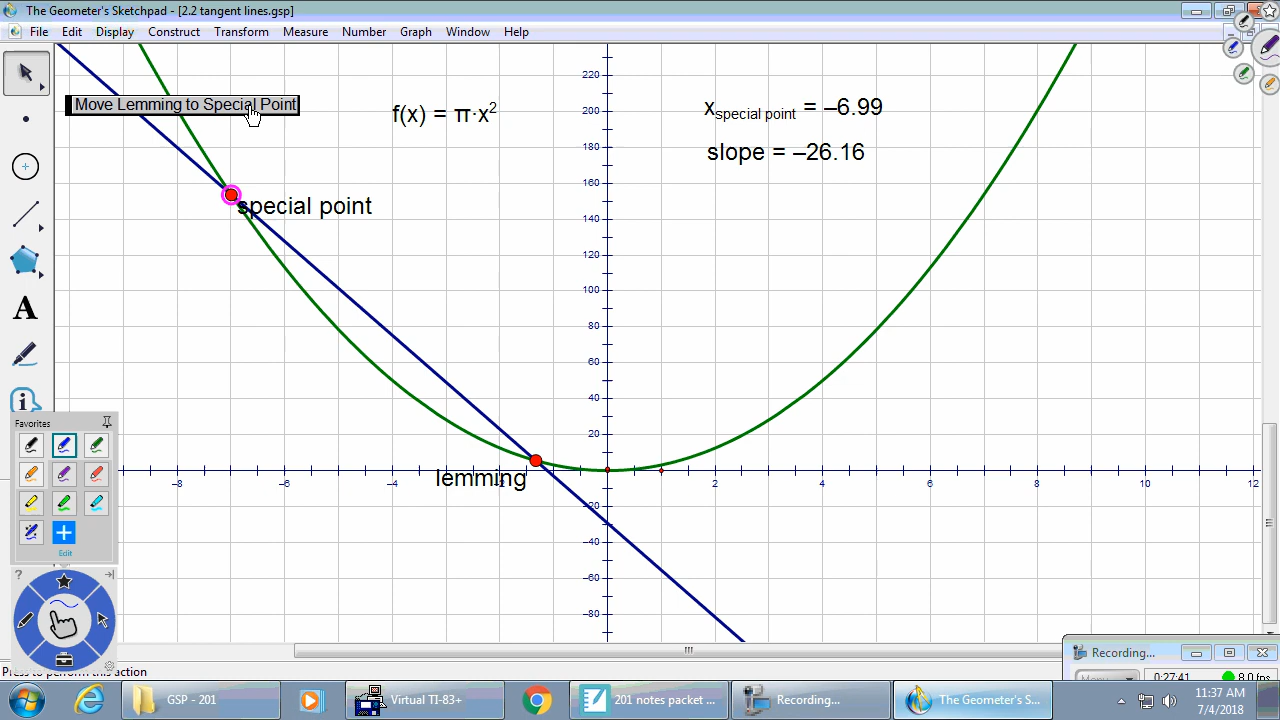 The Geometer's Sketchpad - [2.2 tangent lines.gsp]
File Edit Display Construct Transform Measure Number Graph Window Help
Move Lemming to Special Point
f(x) = π·x²
x special point = –6.99
slope = –26.16
special point
lemming
220
200
180
160
140
120
100
80
60
40
20
-20
-40
-60
-80
-8 -6 -4 -2 2 4 6 8 10 12
A
Favorites
Edit
?
Press to perform this action
Recording...
Menu
0:27:41
8.0 fps
GSP - 201
Virtual TI-83+
201 notes packet ...
Recording...
The Geometer's S...
11:37 AM
7/4/2018